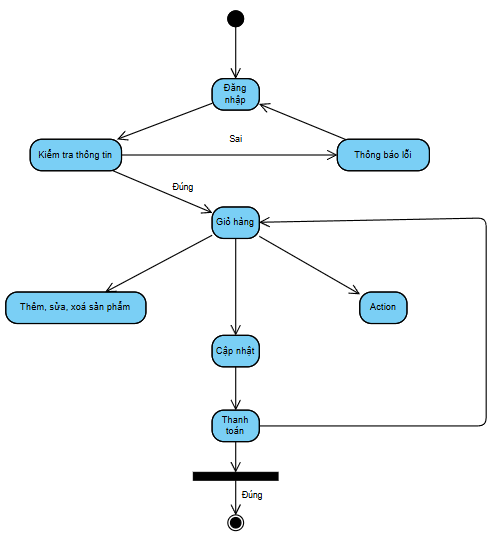 Đăng
nhập
Sai
Kiểm tra thông tin
Thông báo lỗi
Đúng
Giỏ hàng
Thêm, sửa, xoá sản phẩm
Action
Cập nhật
Thanh
toán
Đúng